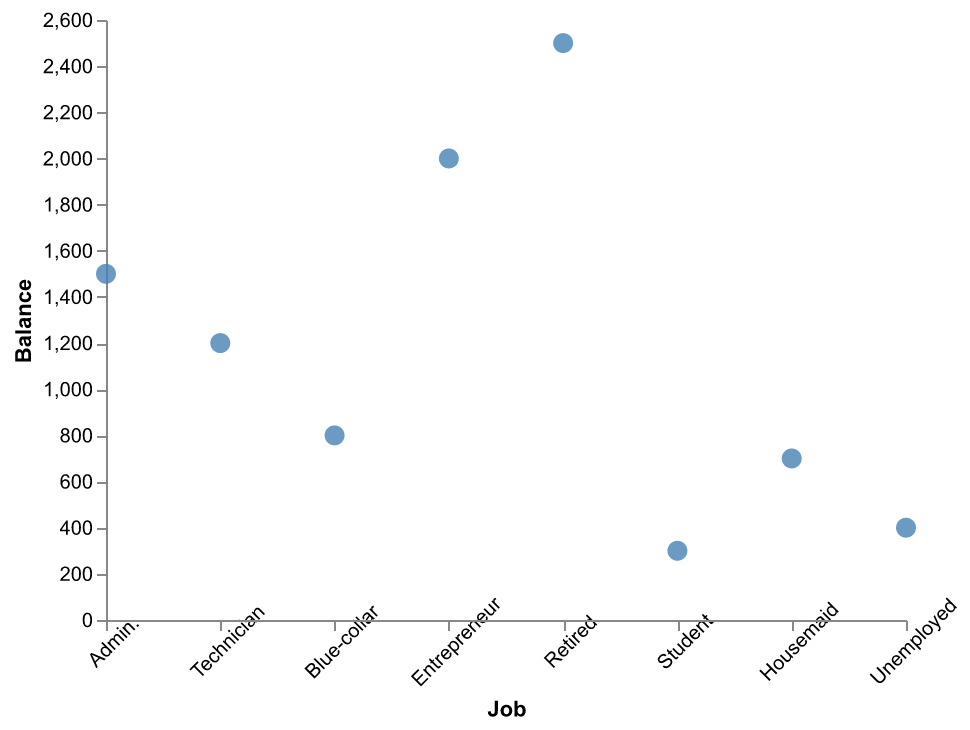 2,600
2,400
2,200
2,000
1,800
1,600
1,400
1,200
1,000
800
600
400
200
0
Balance
Admin.
Technician
Blue-collar
Entrepreneur
Retired
Student
Housemaid
Unemployed
Job